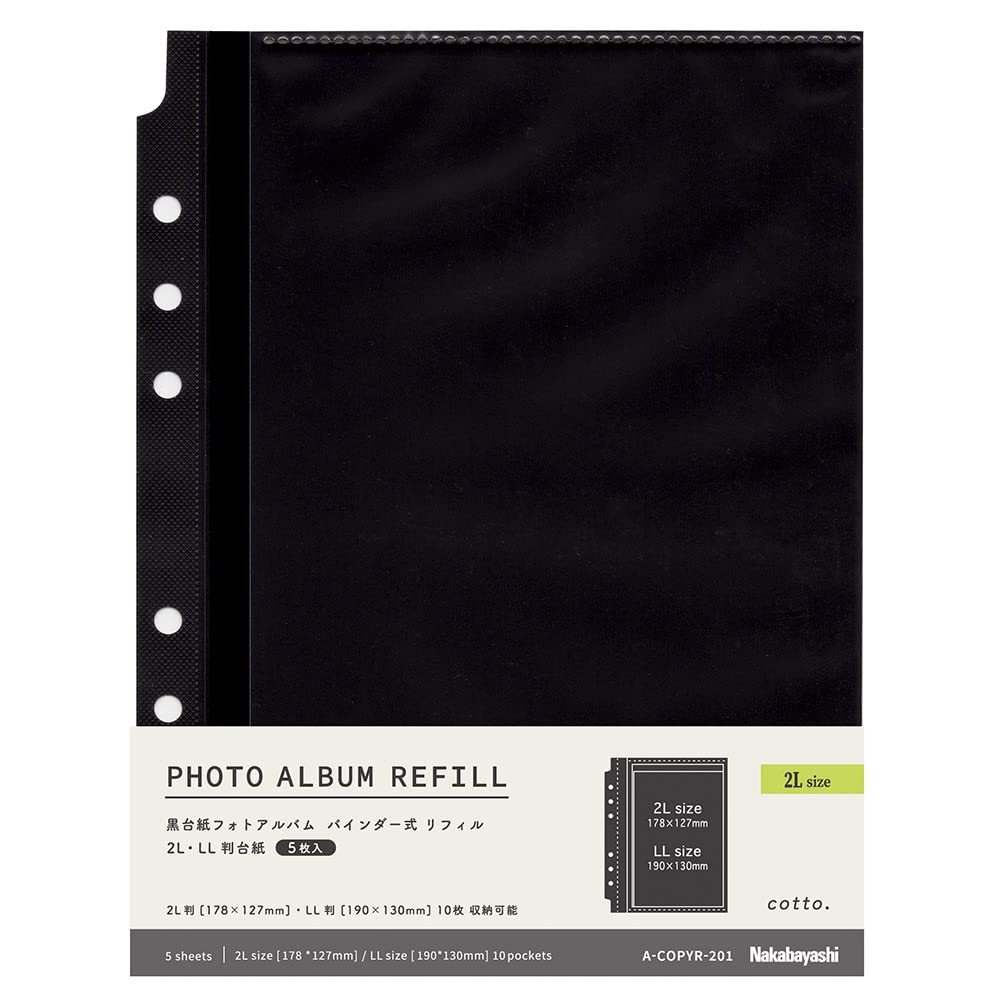 PHOTO ALBUM REFILL
黒台紙フォトアルバム バインダー式 リフィル
2L・LL 判台紙 5枚入
2L判 [178×127mm]・LL 判 [190×130mm] 10枚 収納可能
2L size
178×127mm
LL size
190×130mm
2L size
cotto.
5 sheets | 2L size [178 *127mm] / LL size [190*130mm] 10pockets
A-COPYR-201 Nakabayashi